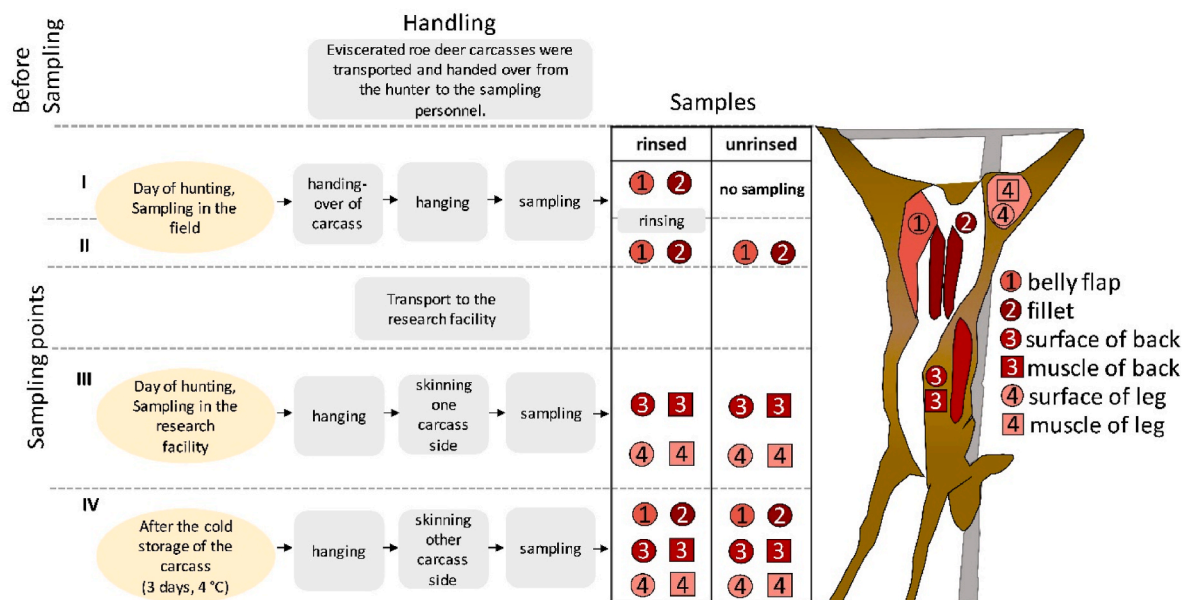 Before
Sampling
Handling
Eviscerated roe deer carcasses were
transported and handed over from
the hunter to the sampling
personnel.
Samples
rinsed
unrinsed
Sampling points
I
Day of hunting,
Sampling in the
field
handing-
over of
carcass
hanging
sampling
1 2
no sampling
rinsing
II
1 2
1 2
Transport to the
research facility
III
Day of hunting,
Sampling in the
research
facility
hanging
skinning
one
carcass
side
sampling
3 3
3 3
4 4
4 4
IV
After the cold
storage of the
carcass
(3 days, 4 °C)
hanging
skinning
other
carcass
side
sampling
1 2
1 2
3 3
3 3
4 4
4 4
4
4
1
2
3
3
1 belly flap
2 fillet
3 surface of back
3 muscle of back
4 surface of leg
4 muscle of leg